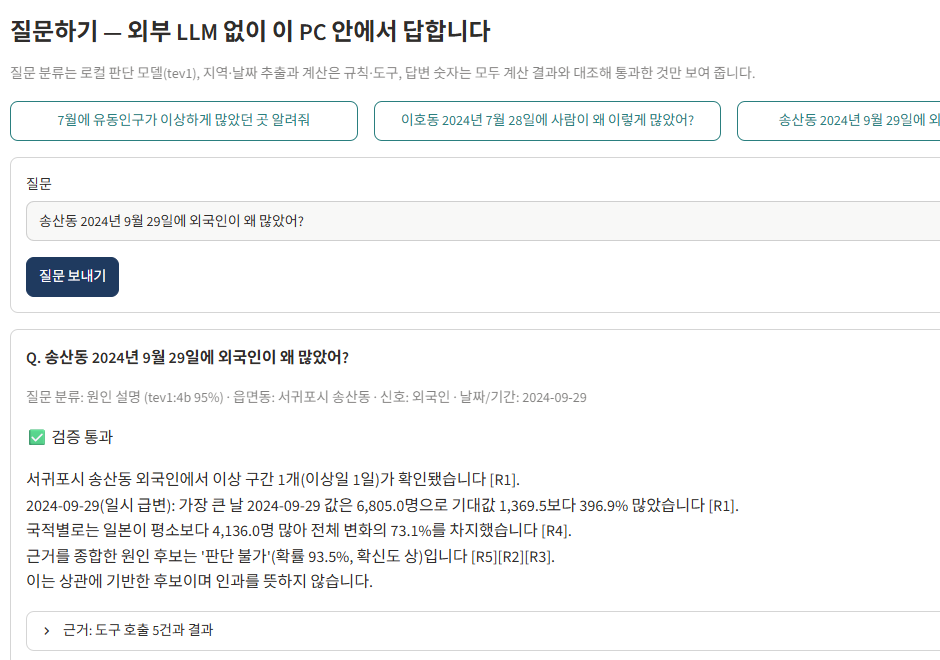 질문하기 — 외부 LLM 없이 이 PC 안에서 답합니다
질문 분류는 로컬 판단 모델(tev1), 지역·날짜 추출과 계산은 규칙·도구, 답변 숫자는 모두 계산 결과와 대조해 통과한 것만 보여 줍니다.
7월에 유동인구가 이상하게 많았던 곳 알려줘
이호동 2024년 7월 28일에 사람이 왜 이렇게 많았어?
송산동 2024년 9월 29일에 외
질문
송산동 2024년 9월 29일에 외국인이 왜 많았어?
질문 보내기
Q. 송산동 2024년 9월 29일에 외국인이 왜 많았어?
질문 분류: 원인 설명 (tev1:4b 95%) · 읍면동: 서귀포시 송산동 · 신호: 외국인 · 날짜/기간: 2024-09-29
✅ 검증 통과
서귀포시 송산동 외국인에서 이상 구간 1개(이상일 1일)가 확인됐습니다 [R1].
2024-09-29(일시 급변): 가장 큰 날 2024-09-29 값은 6,805.0명으로 기대값 1,369.5보다 396.9% 많았습니다 [R1].
국적별로는 일본이 평소보다 4,136.0명 많아 전체 변화의 73.1%를 차지했습니다 [R4].
근거를 종합한 원인 후보는 '판단 불가'(확률 93.5%, 확신도 상)입니다 [R5][R2][R3].
이는 상관에 기반한 후보이며 인과를 뜻하지 않습니다.
근거: 도구 호출 5건과 결과